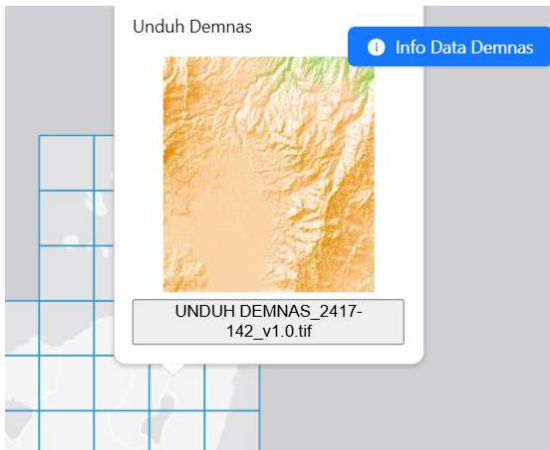 Unduh Demnas
Info Data Demnas
UNDUH DEMNAS_2417-
142_v1.0.tif